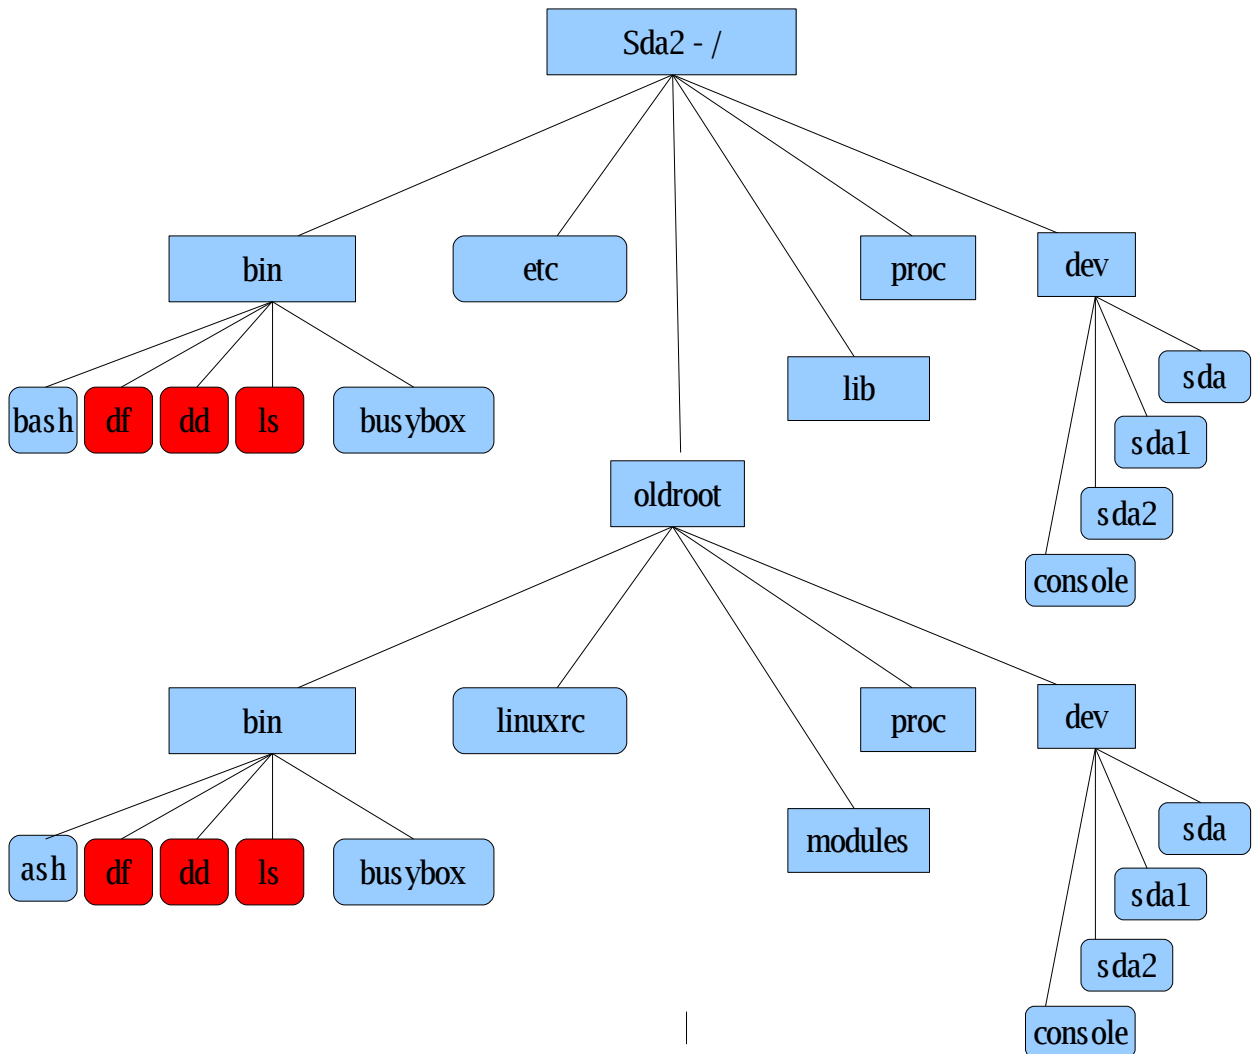 Sda2 - /
bin
etc
proc
dev
bash
df
dd
ls
busybox
lib
sda
sda1
sda2
console
oldroot
bin
linuxrc
proc
dev
ash
df
dd
ls
busybox
modules
sda
sda1
sda2
console